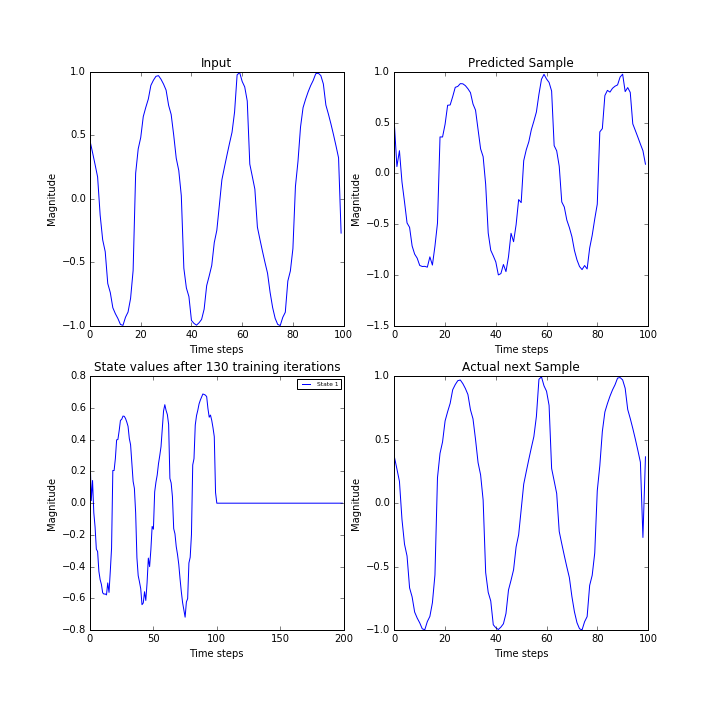 Input
1.0
0.5
0.0
−0.5
−1.0
Magnitude
0 20 40 60 80 100
Time steps
Predicted Sample
1.0
0.5
0.0
−0.5
−1.0
−1.5
Magnitude
0 20 40 60 80 100
Time steps
State values after 130 training iterations
State 1
0.8
0.6
0.4
0.2
0.0
−0.2
−0.4
−0.6
−0.8
Magnitude
0 50 100 150 200
Time steps
Actual next Sample
1.0
0.5
0.0
−0.5
−1.0
Magnitude
0 20 40 60 80 100
Time steps